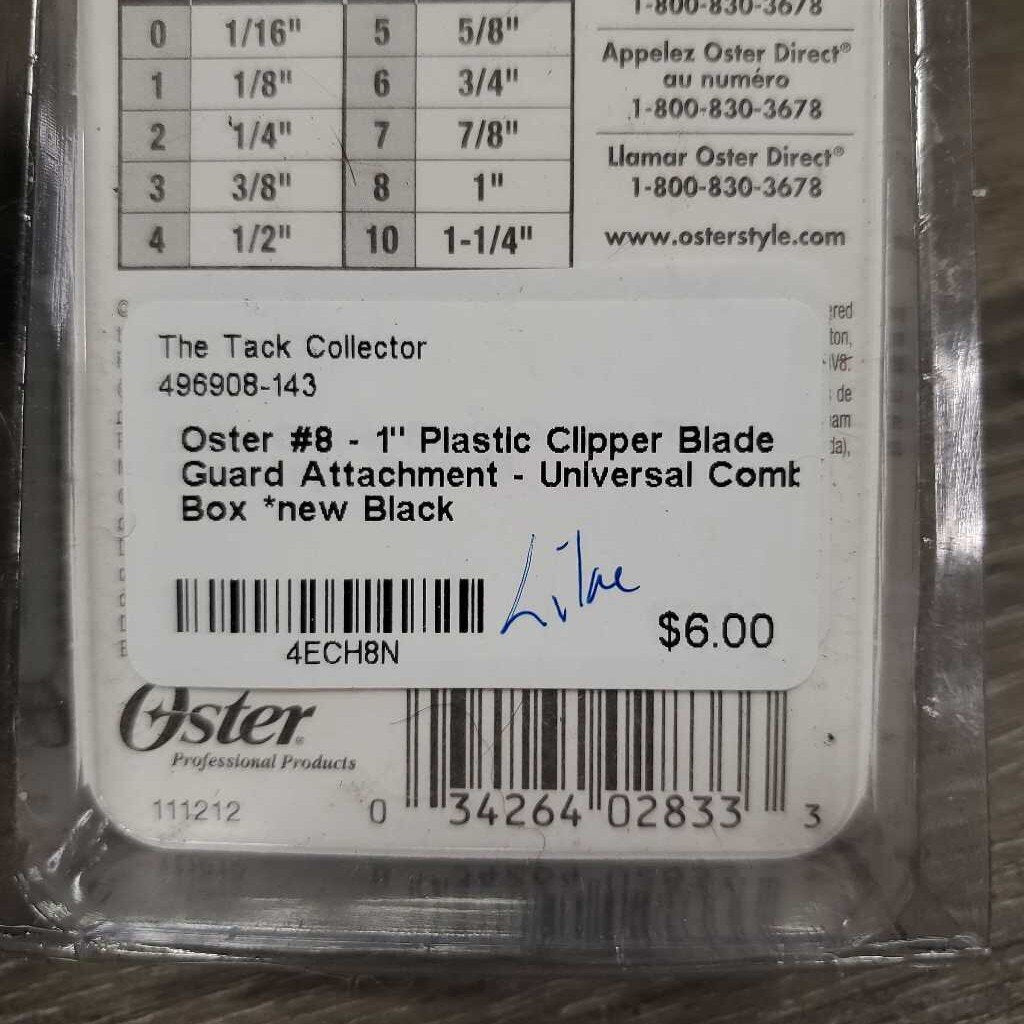 1-800-830-3678
0 1/16" 5 5/8"
1 1/8" 6 3/4"
2 1/4" 7 7/8"
3 3/8" 8 1"
4 1/2" 10 1-1/4"
Appelez Oster Direct®
au numéro
1-800-830-3678
Llamar Oster Direct®
1-800-830-3678
www.osterstyle.com
The Tack Collector
496908-143
Oster #8 - 1" Plastic Clipper Blade
Guard Attachment - Universal Comb
Box *new Black
4ECH8N
$6.00
Oster
Professional Products
111212
0 34264 02833 3